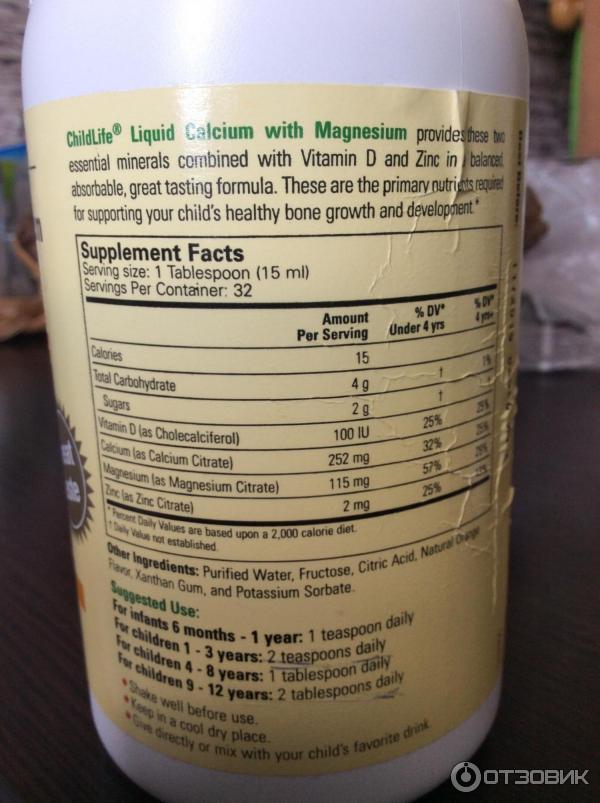 ChildLife® Liquid Calcium with Magnesium provides these two
essential minerals combined with Vitamin D and Zinc in balanced,
absorbable, great tasting formula. These are the primary nutrients required
for supporting your child's healthy bone growth and development.*
Supplement Facts
Serving size: 1 Tablespoon (15 ml)
Servings Per Container: 32
Amount Per Serving % DV* Under 4 yrs % DV* 4 yrs+
Calories 15
Total Carbohydrate 4 g † 1%
Sugars 2 g †
Vitamin D (as Cholecalciferol) 100 IU 25% 25%
Calcium (as Calcium Citrate) 252 mg 32% 25%
Magnesium (as Magnesium Citrate) 115 mg 57% 29%
Zinc (as Zinc Citrate) 2 mg 25%
* Percent Daily Values are based upon a 2,000 calorie diet.
† Daily Value not established.
Other Ingredients: Purified Water, Fructose, Citric Acid, Natural Orange
Flavor, Xanthan Gum, and Potassium Sorbate.
Suggested Use:
For infants 6 months - 1 year: 1 teaspoon daily
For children 1 - 3 years: 2 teaspoons daily
For children 4 - 8 years: 1 tablespoon daily
For children 9 - 12 years: 2 tablespoons daily
• Shake well before use.
• Keep in a cool dry place.
• Give directly or mix with your child's favorite drink.
ОТЗОВИК